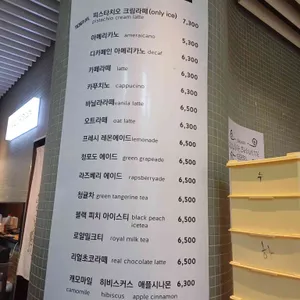 피스타치오 크림라떼(only ice) 7,300
pistachio cream latte
아메리카노 americano 5,300
디카페인 아메리카노 decaf 6,300
카페라떼 latte 6,300
카푸치노 cappucino 6,300
바닐라라떼 vanila latte 6,500
오트라떼 oat latte 6,300
프레시 레몬에이드 lemonade 6,500
청포도 에이드 green grapeade 6,500
라즈베리 에이드 rapsberryade 6,500
청귤차 green tangerine tea 6,500
블랙 피치 아이스티 black peach icetea 6,500
로얄밀크티 royal milk tea 6,500
리얼초코라떼 real chocolate latte 6,500
캐모마일 히비스커스 애플시나몬 6,300
camomile hibiscus apple cinnamon